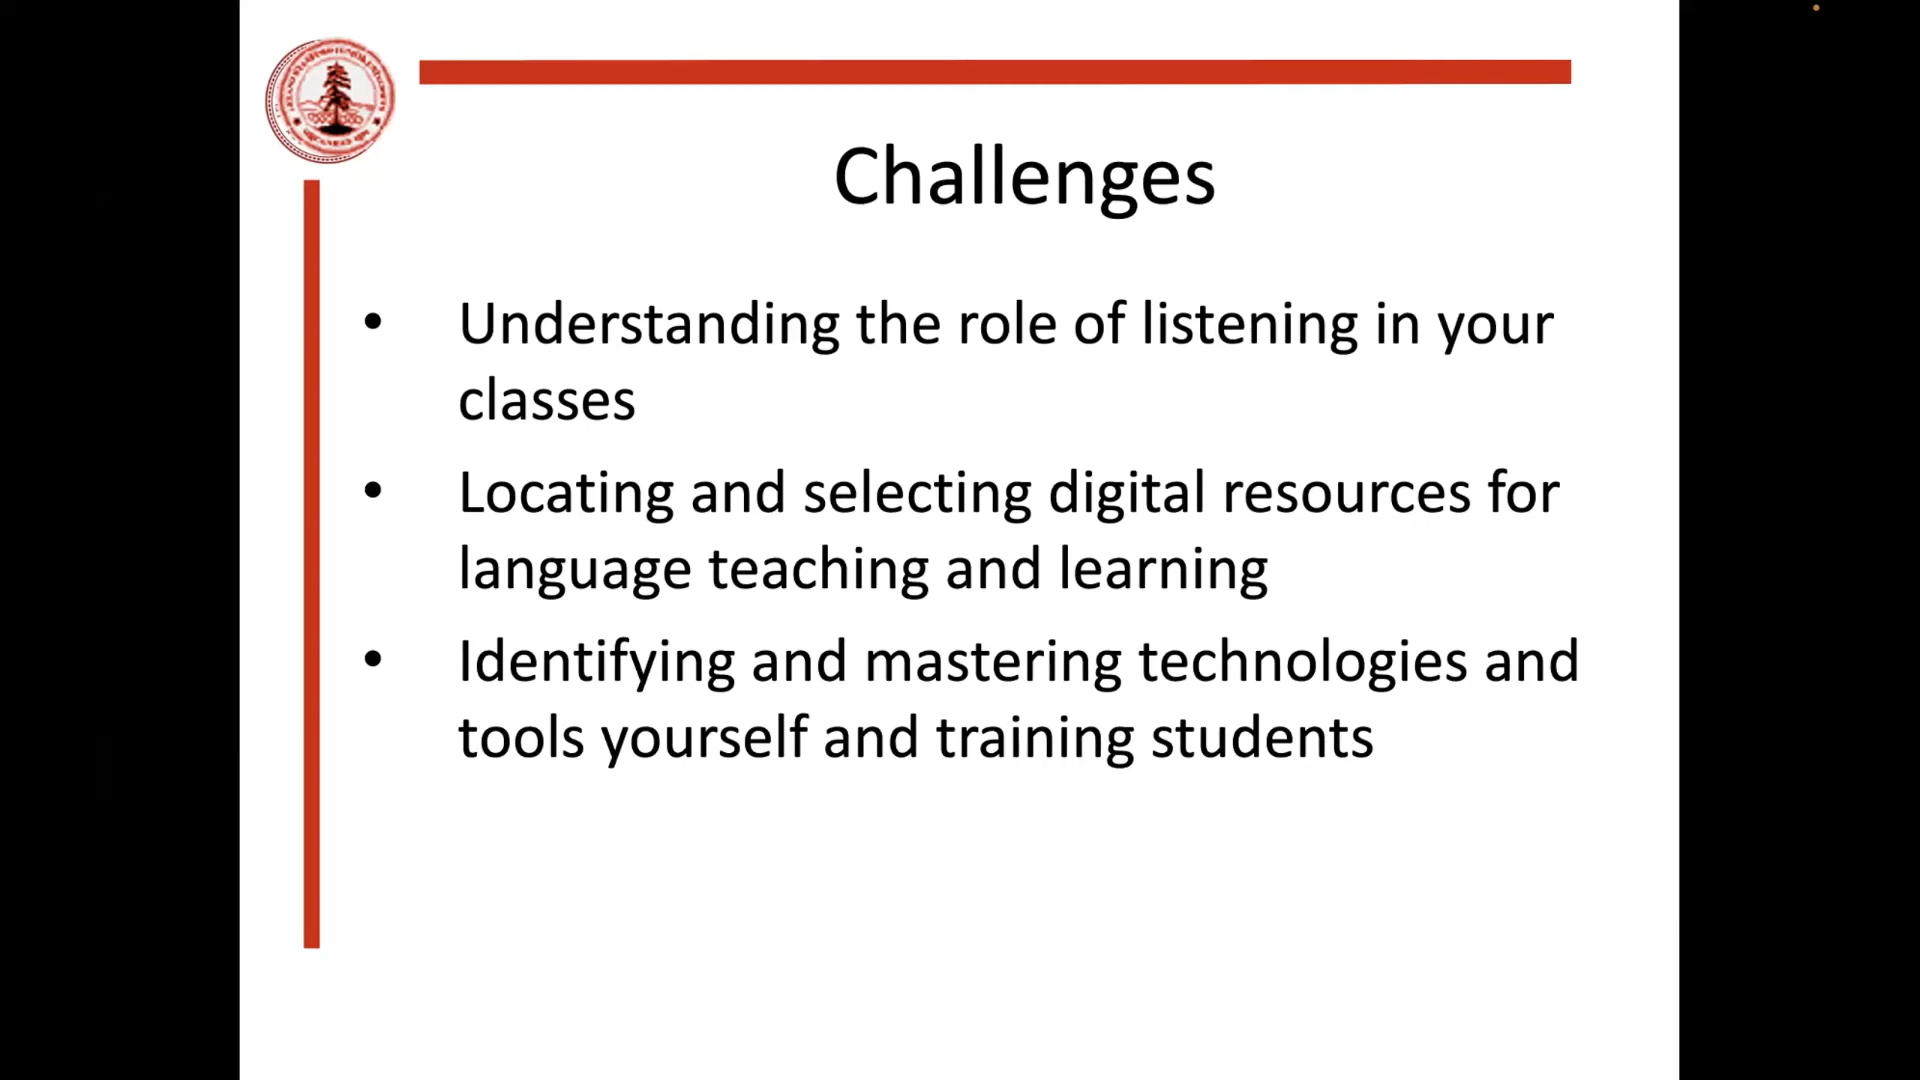 Challenges
• Understanding the role of listening in your
classes
• Locating and selecting digital resources for
language teaching and learning
• Identifying and mastering technologies and
tools yourself and training students